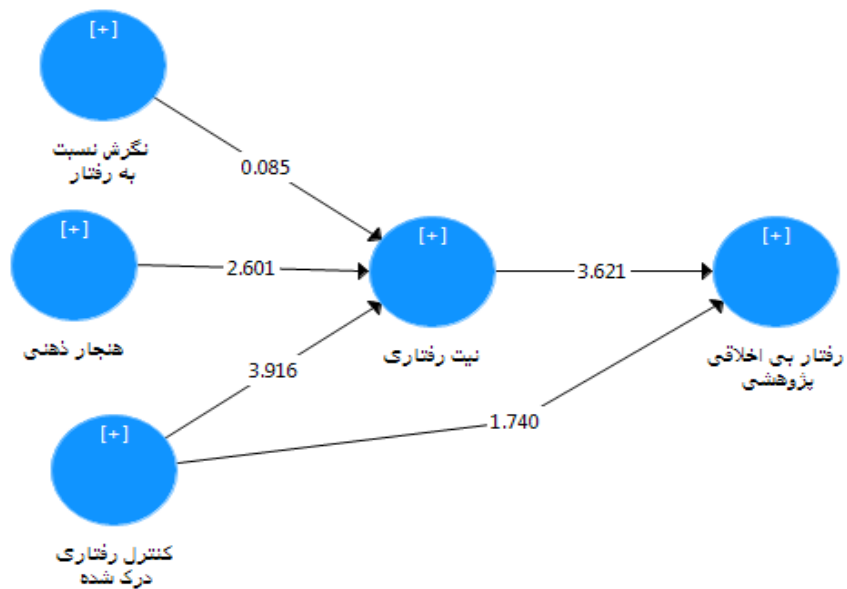 [+]
نگرش نسبت
به رفتار
0.085
[+]
هنجار ذهنی
2.601
[+]
نیت رفتاری
3.621
[+]
رفتار بی اخلاقی
پژوهشی
3.916
1.740
[+]
کنترل رفتاری
درک شده